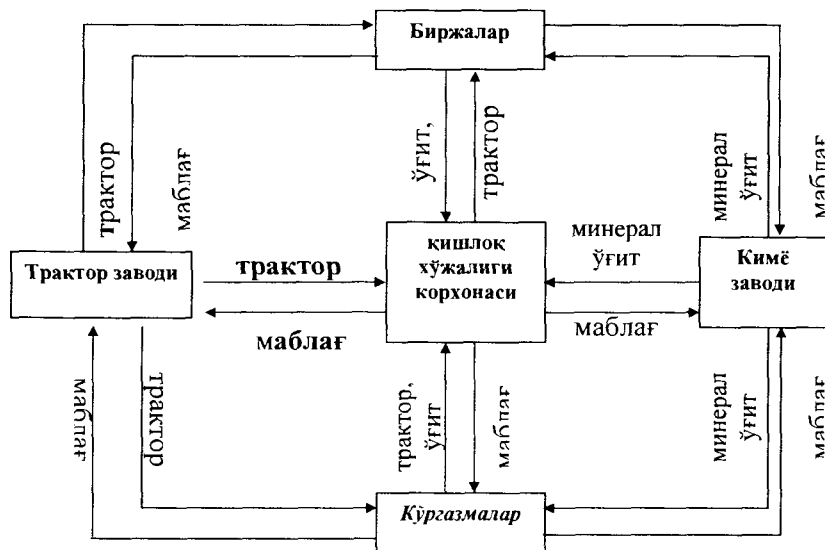 Биржалар
трактор
маблағ
ўғит,
трактор
минерал
ўғит
маблағ
Трактор заводи
трактор
маблағ
қишлоқ
хўжалиги
корхонаси
минерал
ўғит
маблағ
Кимё
заводи
маблағ
трактор
трактор,
ўғит
маблағ
минерал
ўғит
маблағ
Кўргазмалар